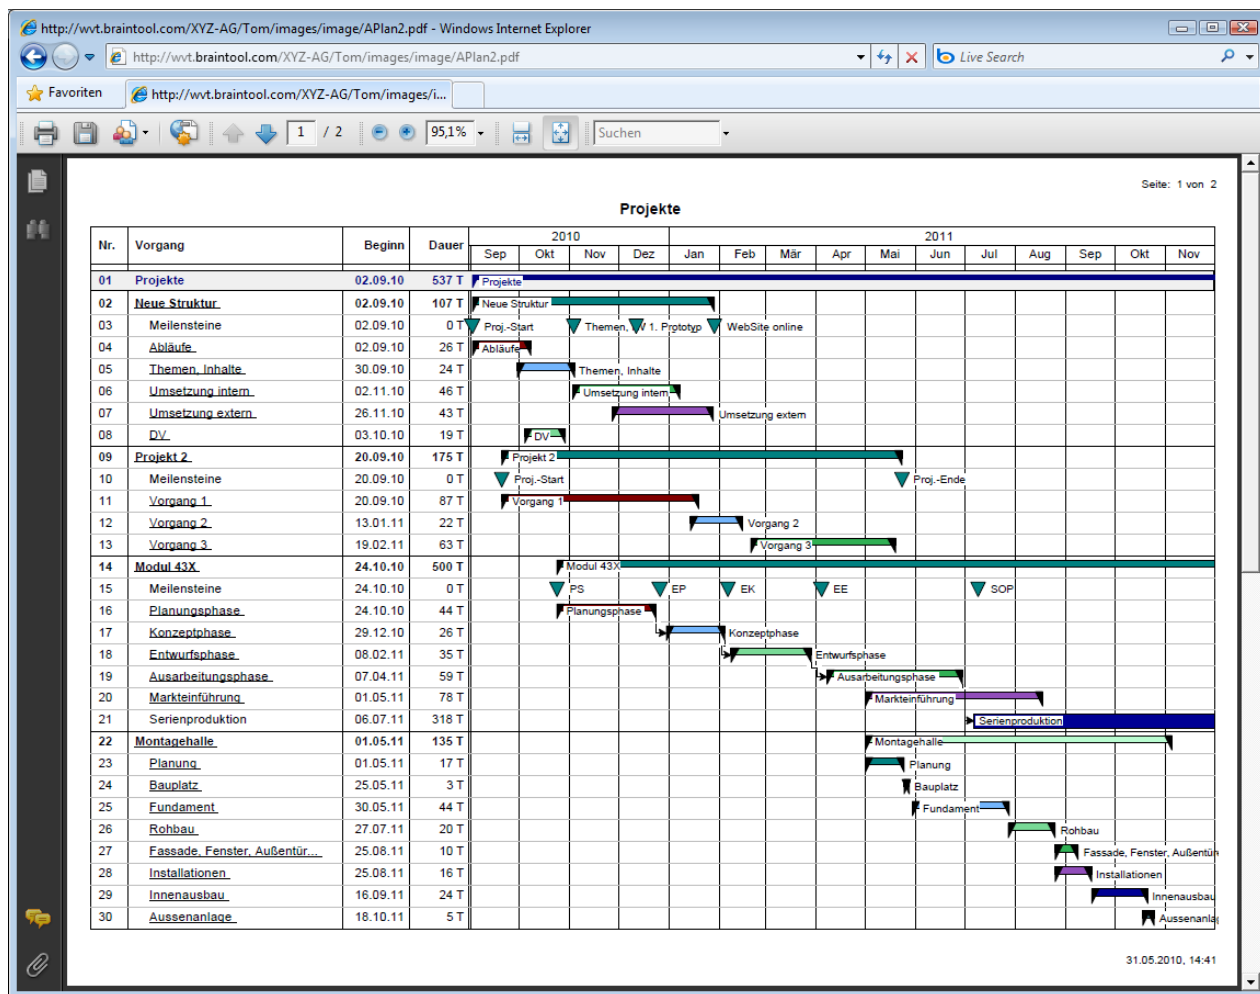 http://wvt.braintool.com/XYZ-AG/Tom/images/image/APlan2.pdf - Windows Internet Explorer
http://wvt.braintool.com/XYZ-AG/Tom/images/image/APlan2.pdf
Live Search
Favoriten
http://wvt.braintool.com/XYZ-AG/Tom/images/i...
1 / 2 95,1% Suchen
Seite: 1 von 2
Projekte
Nr. Vorgang Beginn Dauer 2010 2011
Sep Okt Nov Dez Jan Feb Mär Apr Mai Jun Jul Aug Sep Okt Nov
01 Projekte 02.09.10 537 T Projekte
02 Neue Struktur 02.09.10 107 T Neue Struktur
03 Meilensteine 02.09.10 0 T Proj.-Start Themen, V 1. Prototyp WebSite online
04 Abläufe 02.09.10 26 T Abläufe
05 Themen, Inhalte 30.09.10 24 T Themen, Inhalte
06 Umsetzung intern 02.11.10 46 T Umsetzung intern
07 Umsetzung extern 26.11.10 43 T Umsetzung extern
08 DV 03.10.10 19 T DV
09 Projekt 2 20.09.10 175 T Projekt 2
10 Meilensteine 20.09.10 0 T Proj.-Start Proj.-Ende
11 Vorgang 1 20.09.10 87 T Vorgang 1
12 Vorgang 2 13.01.11 22 T Vorgang 2
13 Vorgang 3 19.02.11 63 T Vorgang 3
14 Modul 43X 24.10.10 500 T Modul 43X
15 Meilensteine 24.10.10 0 T PS EP EK EE SOP
16 Planungsphase 24.10.10 44 T Planungsphase
17 Konzeptphase 29.12.10 26 T Konzeptphase
18 Entwurfsphase 08.02.11 35 T Entwurfsphase
19 Ausarbeitungsphase 07.04.11 59 T Ausarbeitungsphase
20 Markteinführung 01.05.11 78 T Markteinführung
21 Serienproduktion 06.07.11 318 T Serienproduktion
22 Montagehalle 01.05.11 135 T Montagehalle
23 Planung 01.05.11 17 T Planung
24 Bauplatz 25.05.11 3 T Bauplatz
25 Fundament 30.05.11 44 T Fundament
26 Rohbau 27.07.11 20 T Rohbau
27 Fassade, Fenster, Außentür... 25.08.11 10 T Fassade, Fenster, Außentün
28 Installationen 25.08.11 16 T Installationen
29 Innenausbau 16.09.11 24 T Innenausbau
30 Aussenanlage 18.10.11 5 T Aussenanlag
31.05.2010, 14:41